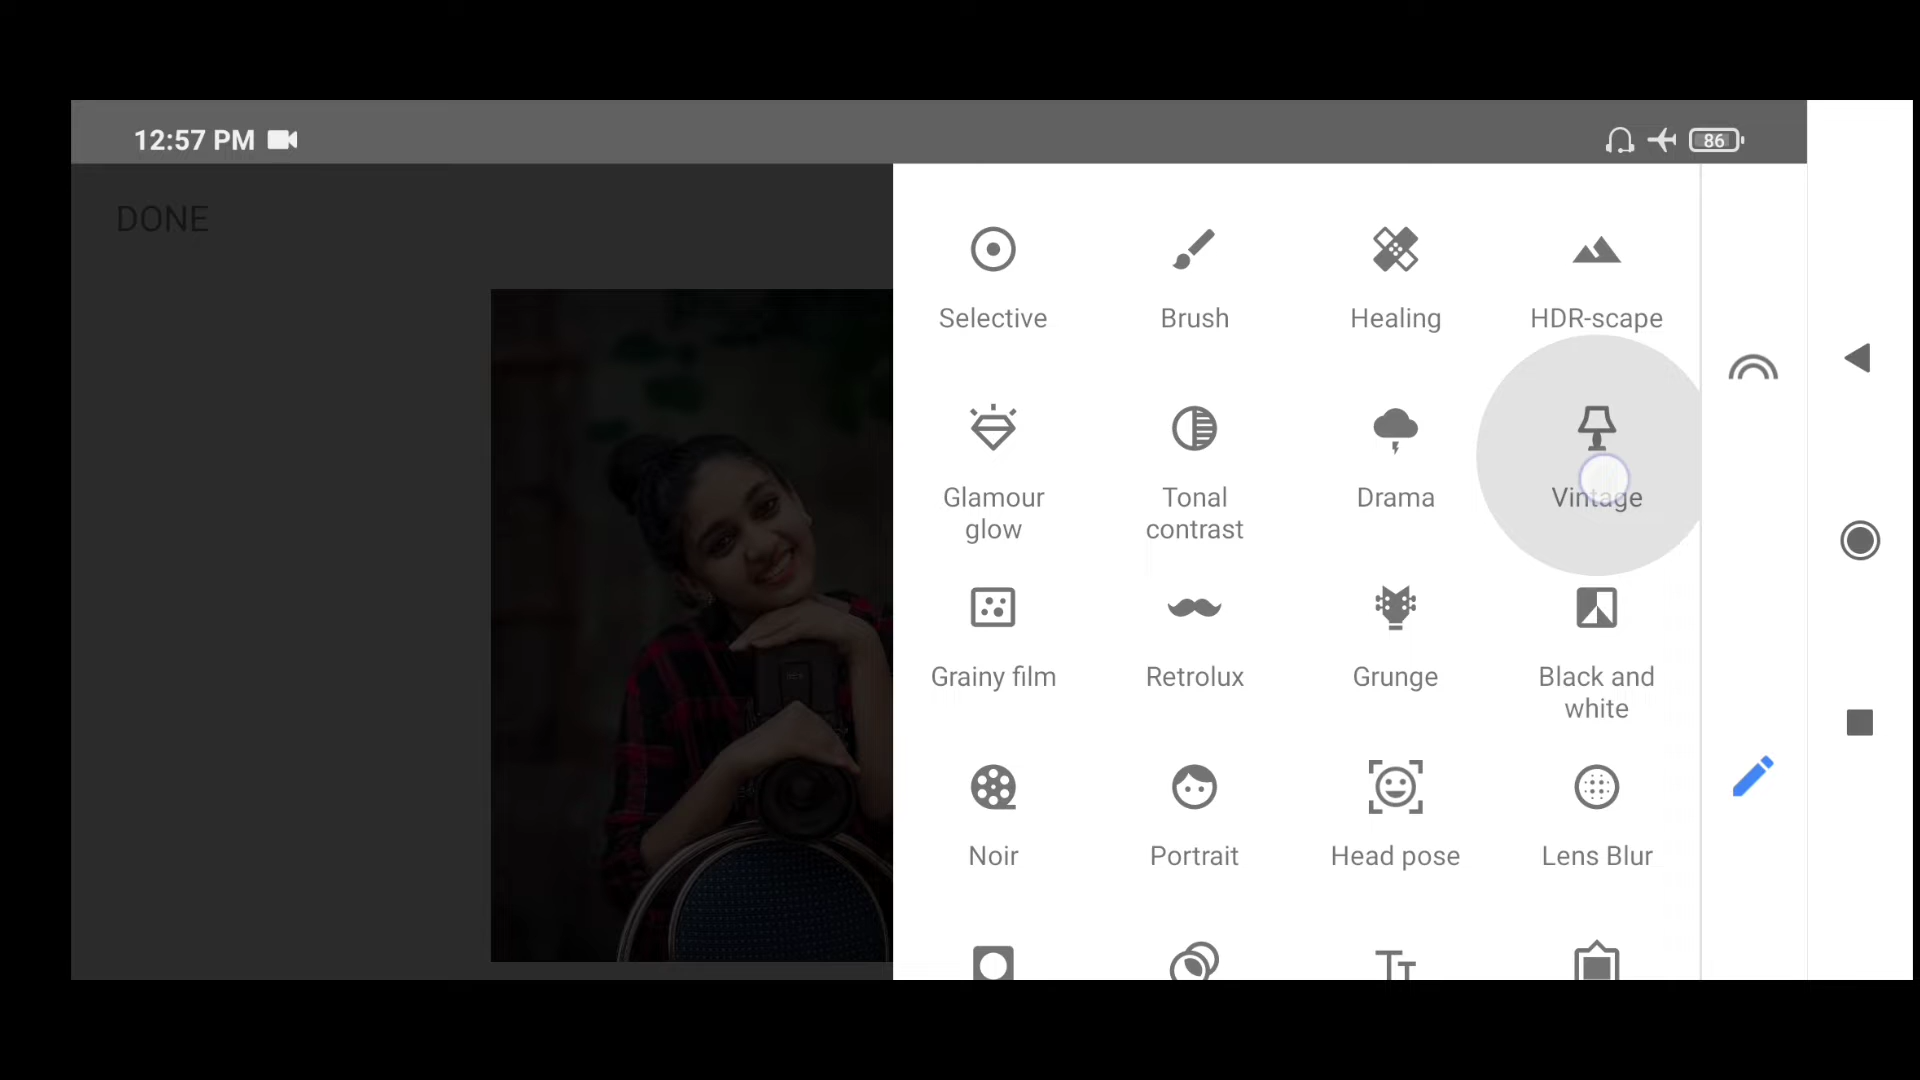 12:57 PM
86
DONE
Selective
Brush
Healing
HDR-scape
Glamour
glow
Tonal
contrast
Drama
Vintage
Grainy film
Retrolux
Grunge
Black and
white
Noir
Portrait
Head pose
Lens Blur